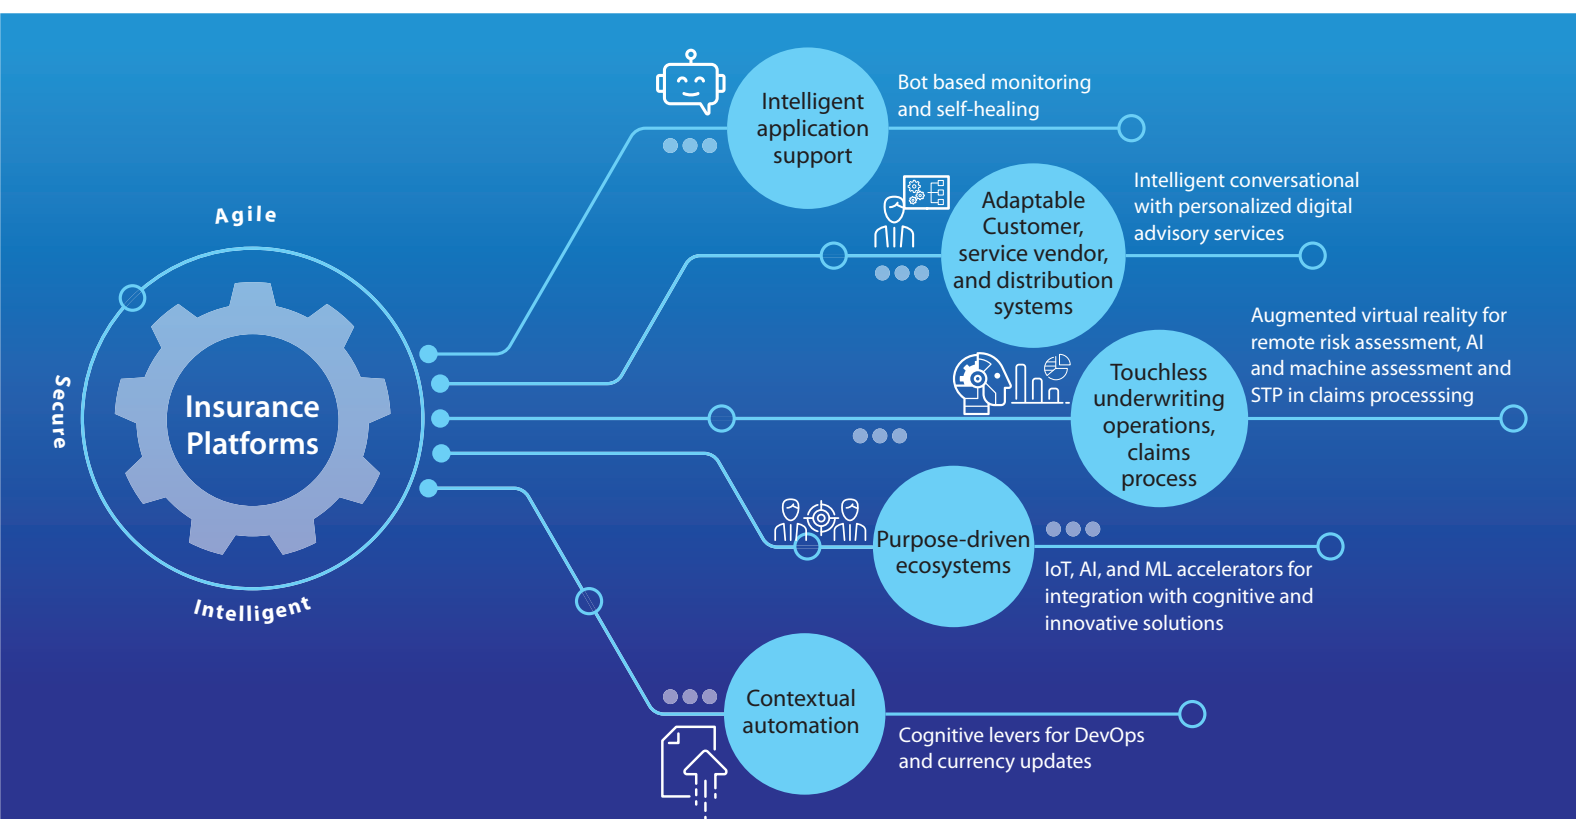 Agile
Secure
Intelligent
Insurance
Platforms
Intelligent
application
support
Bot based monitoring
and self-healing
Adaptable
Customer,
service vendor,
and distribution
systems
Intelligent conversational
with personalized digital
advisory services
Touchless
underwriting
operations,
claims
process
Augmented virtual reality for
remote risk assessment, AI
and machine assessment and
STP in claims processsing
Purpose-driven
ecosystems
IoT, AI, and ML accelerators for
integration with cognitive and
innovative solutions
Contextual
automation
Cognitive levers for DevOps
and currency updates